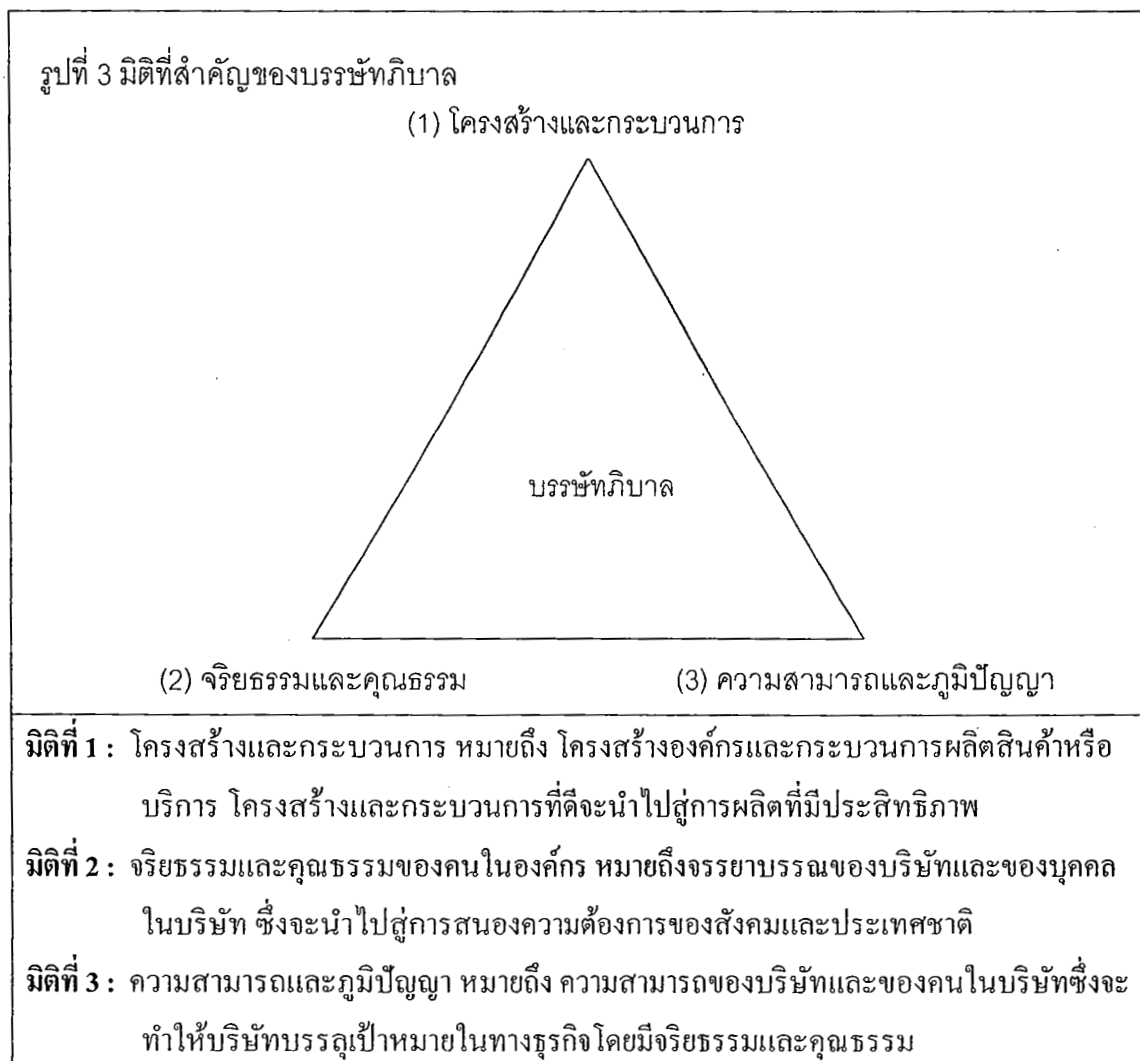 รูปที่ 3 มิติที่สำคัญของบรรษัทภิบาล
(1) โครงสร้างและกระบวนการ
บรรษัทภิบาล
(2) จริยธรรมและคุณธรรม (3) ความสามารถและภูมิปัญญา
มิติที่ 1 : โครงสร้างและกระบวนการ หมายถึง โครงสร้างองค์กรและกระบวนการผลิตสินค้าหรือ
บริการ โครงสร้างและกระบวนการที่ดีจะนำไปสู่การผลิตที่มีประสิทธิภาพ
มิติที่ 2 : จริยธรรมและคุณธรรมของคนในองค์กร หมายถึงจรรยาบรรณของบริษัทและของบุคคล
ในบริษัท ซึ่งจะนำไปสู่การสนองความต้องการของสังคมและประเทศชาติ
มิติที่ 3 : ความสามารถและภูมิปัญญา หมายถึง ความสามารถของบริษัทและของคนในบริษัทซึ่งจะ
ทำให้บริษัทบรรลุเป้าหมายในทางธุรกิจโดยมีจริยธรรมและคุณธรรม